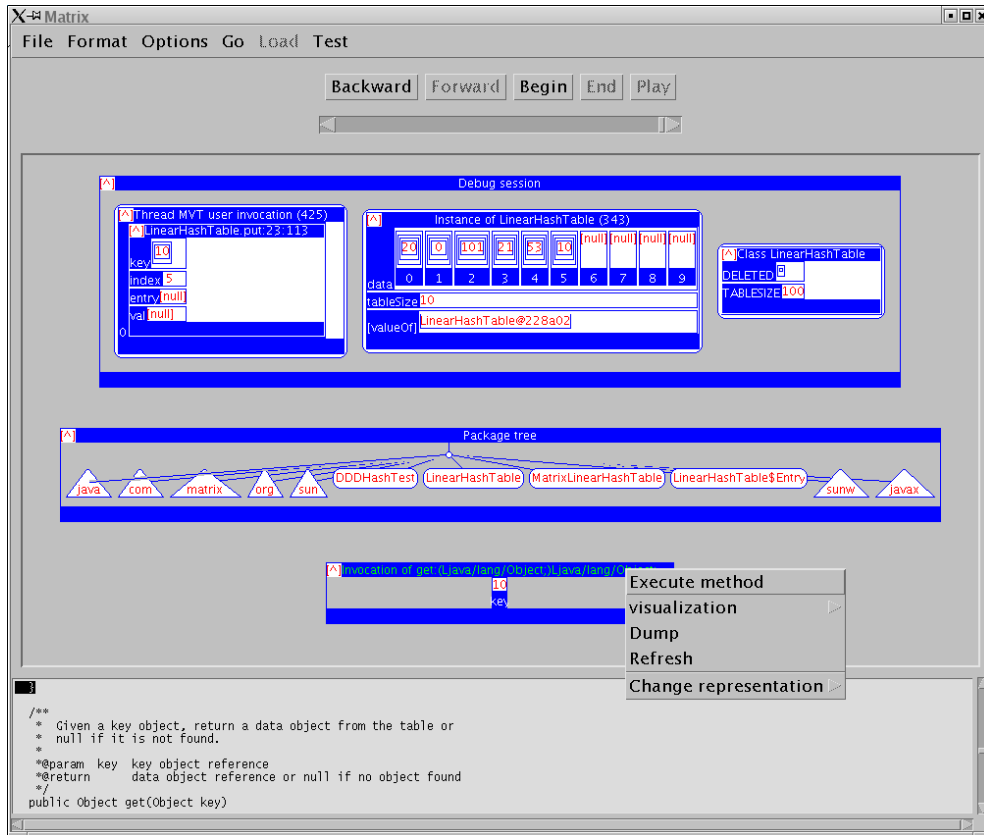 Matrix
File Format Options Go Load Test
Backward Forward Begin End Play
[^] Debug session
[^]Thread MVT user invocation (425)
[^]LinearHashTable.put:23:113
key 10
index 5
entry [null]
val [null]
0
[^] Instance of LinearHashTable (343)
20 0 101 21 53 10 [null] [null] [null] [null]
data 0 1 2 3 4 5 6 7 8 9
tableSize 10
[valueOf] LinearHashTable@228a02
[^]Class LinearHashTable
DELETED
TABLESIZE 100
[^] Package tree
java com matrix org sun DDDHashTest LinearHashTable MatrixLinearHashTable LinearHashTable$Entry sunw javax
[^]Invocation of get:(Ljava/lang/Object;)Ljava/lang/Object;
10
key
Execute method
visualization
Dump
Refresh
Change representation
}
/**
* Given a key object, return a data object from the table or
* null if it is not found.
*
*@param key key object reference
*@return data object reference or null if no object found
*/
public Object get(Object key)